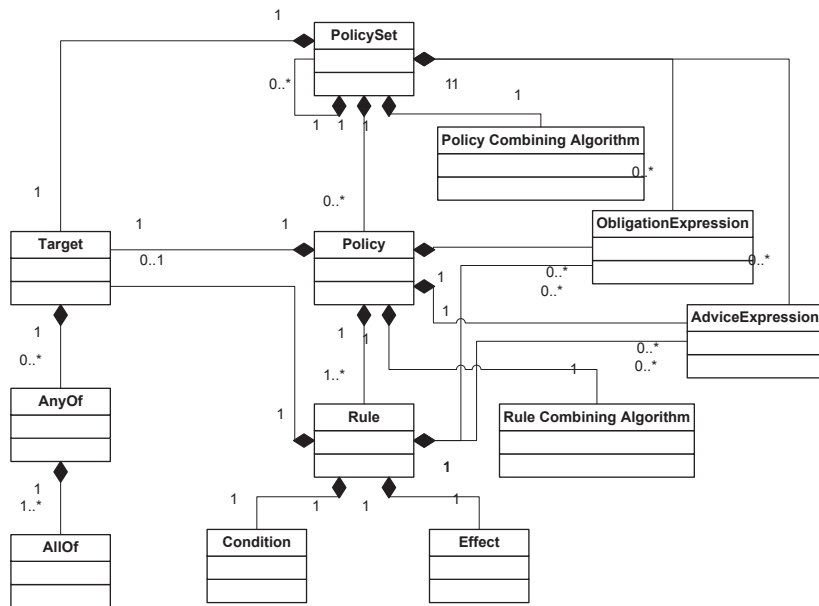 1
PolicySet
0..*
11
1
1
1
1
Policy Combining Algorithm
0..*
1
0..*
ObligationExpression
1
1
Target
Policy
0..1
0..*
0..*
1
0..*
1
AdviceExpression
1
1
1
0..*
0..*
0..*
1..*
1
AnyOf
Rule
Rule Combining Algorithm
1
1
1
1..*
1
1
1
1
Condition
Effect
AllOf